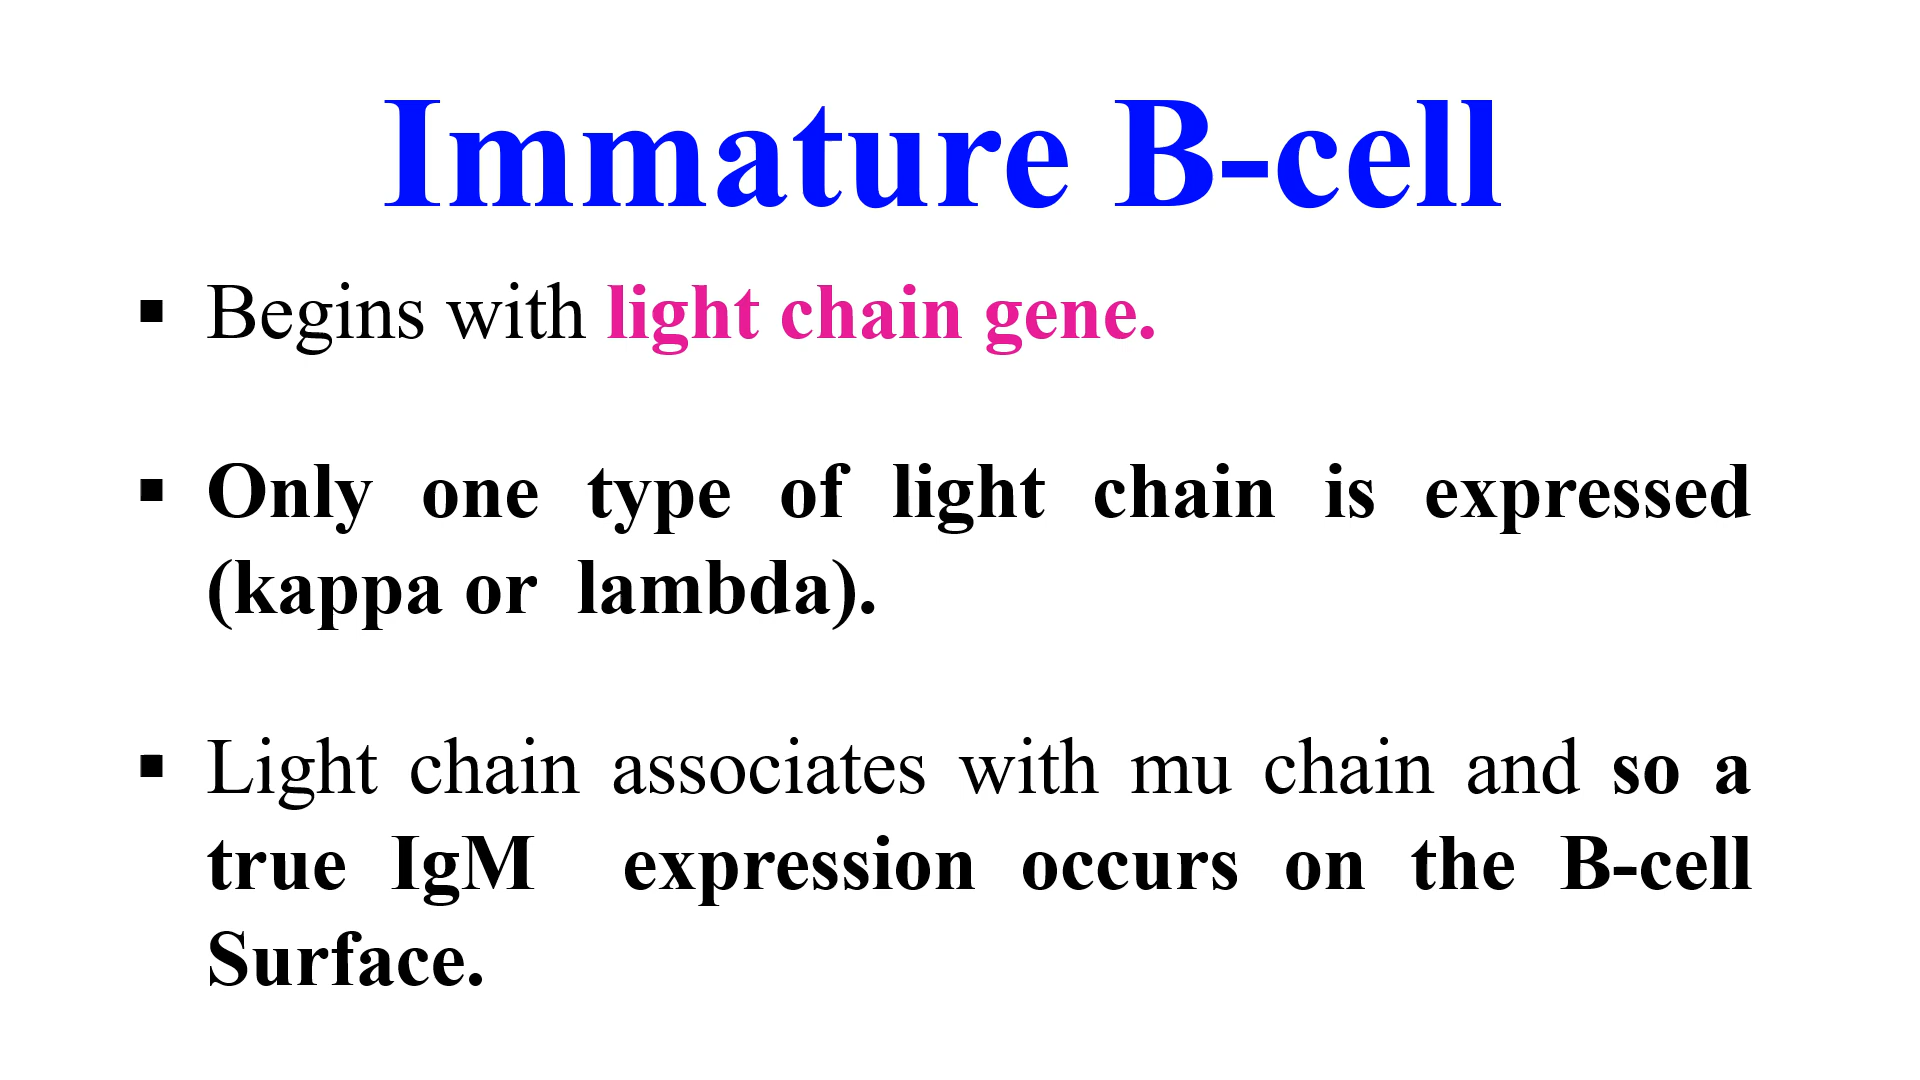 Immature B-cell
▪ Begins with light chain gene.
▪ Only one type of light chain is expressed
(kappa or  lambda).
▪ Light chain associates with mu chain and so a
true IgM  expression occurs on the B-cell
Surface.